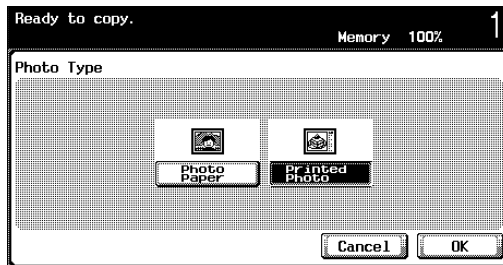 Ready to copy.
Memory 100% 1
Photo Type
Photo
Paper
Printed
Photo
Cancel OK